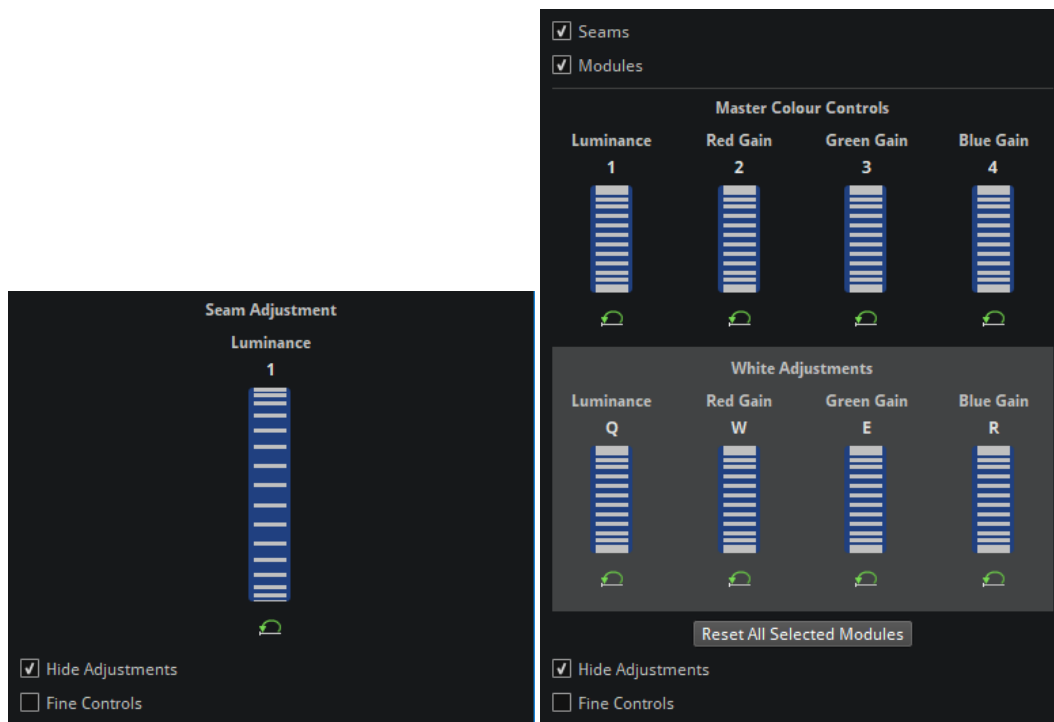 Seam Adjustment
Luminance
1
Hide Adjustments
Fine Controls
Seams
Modules
Master Colour Controls
Luminance Red Gain Green Gain Blue Gain
1 2 3 4
White Adjustments
Luminance Red Gain Green Gain Blue Gain
Q W E R
Reset All Selected Modules
Hide Adjustments
Fine Controls